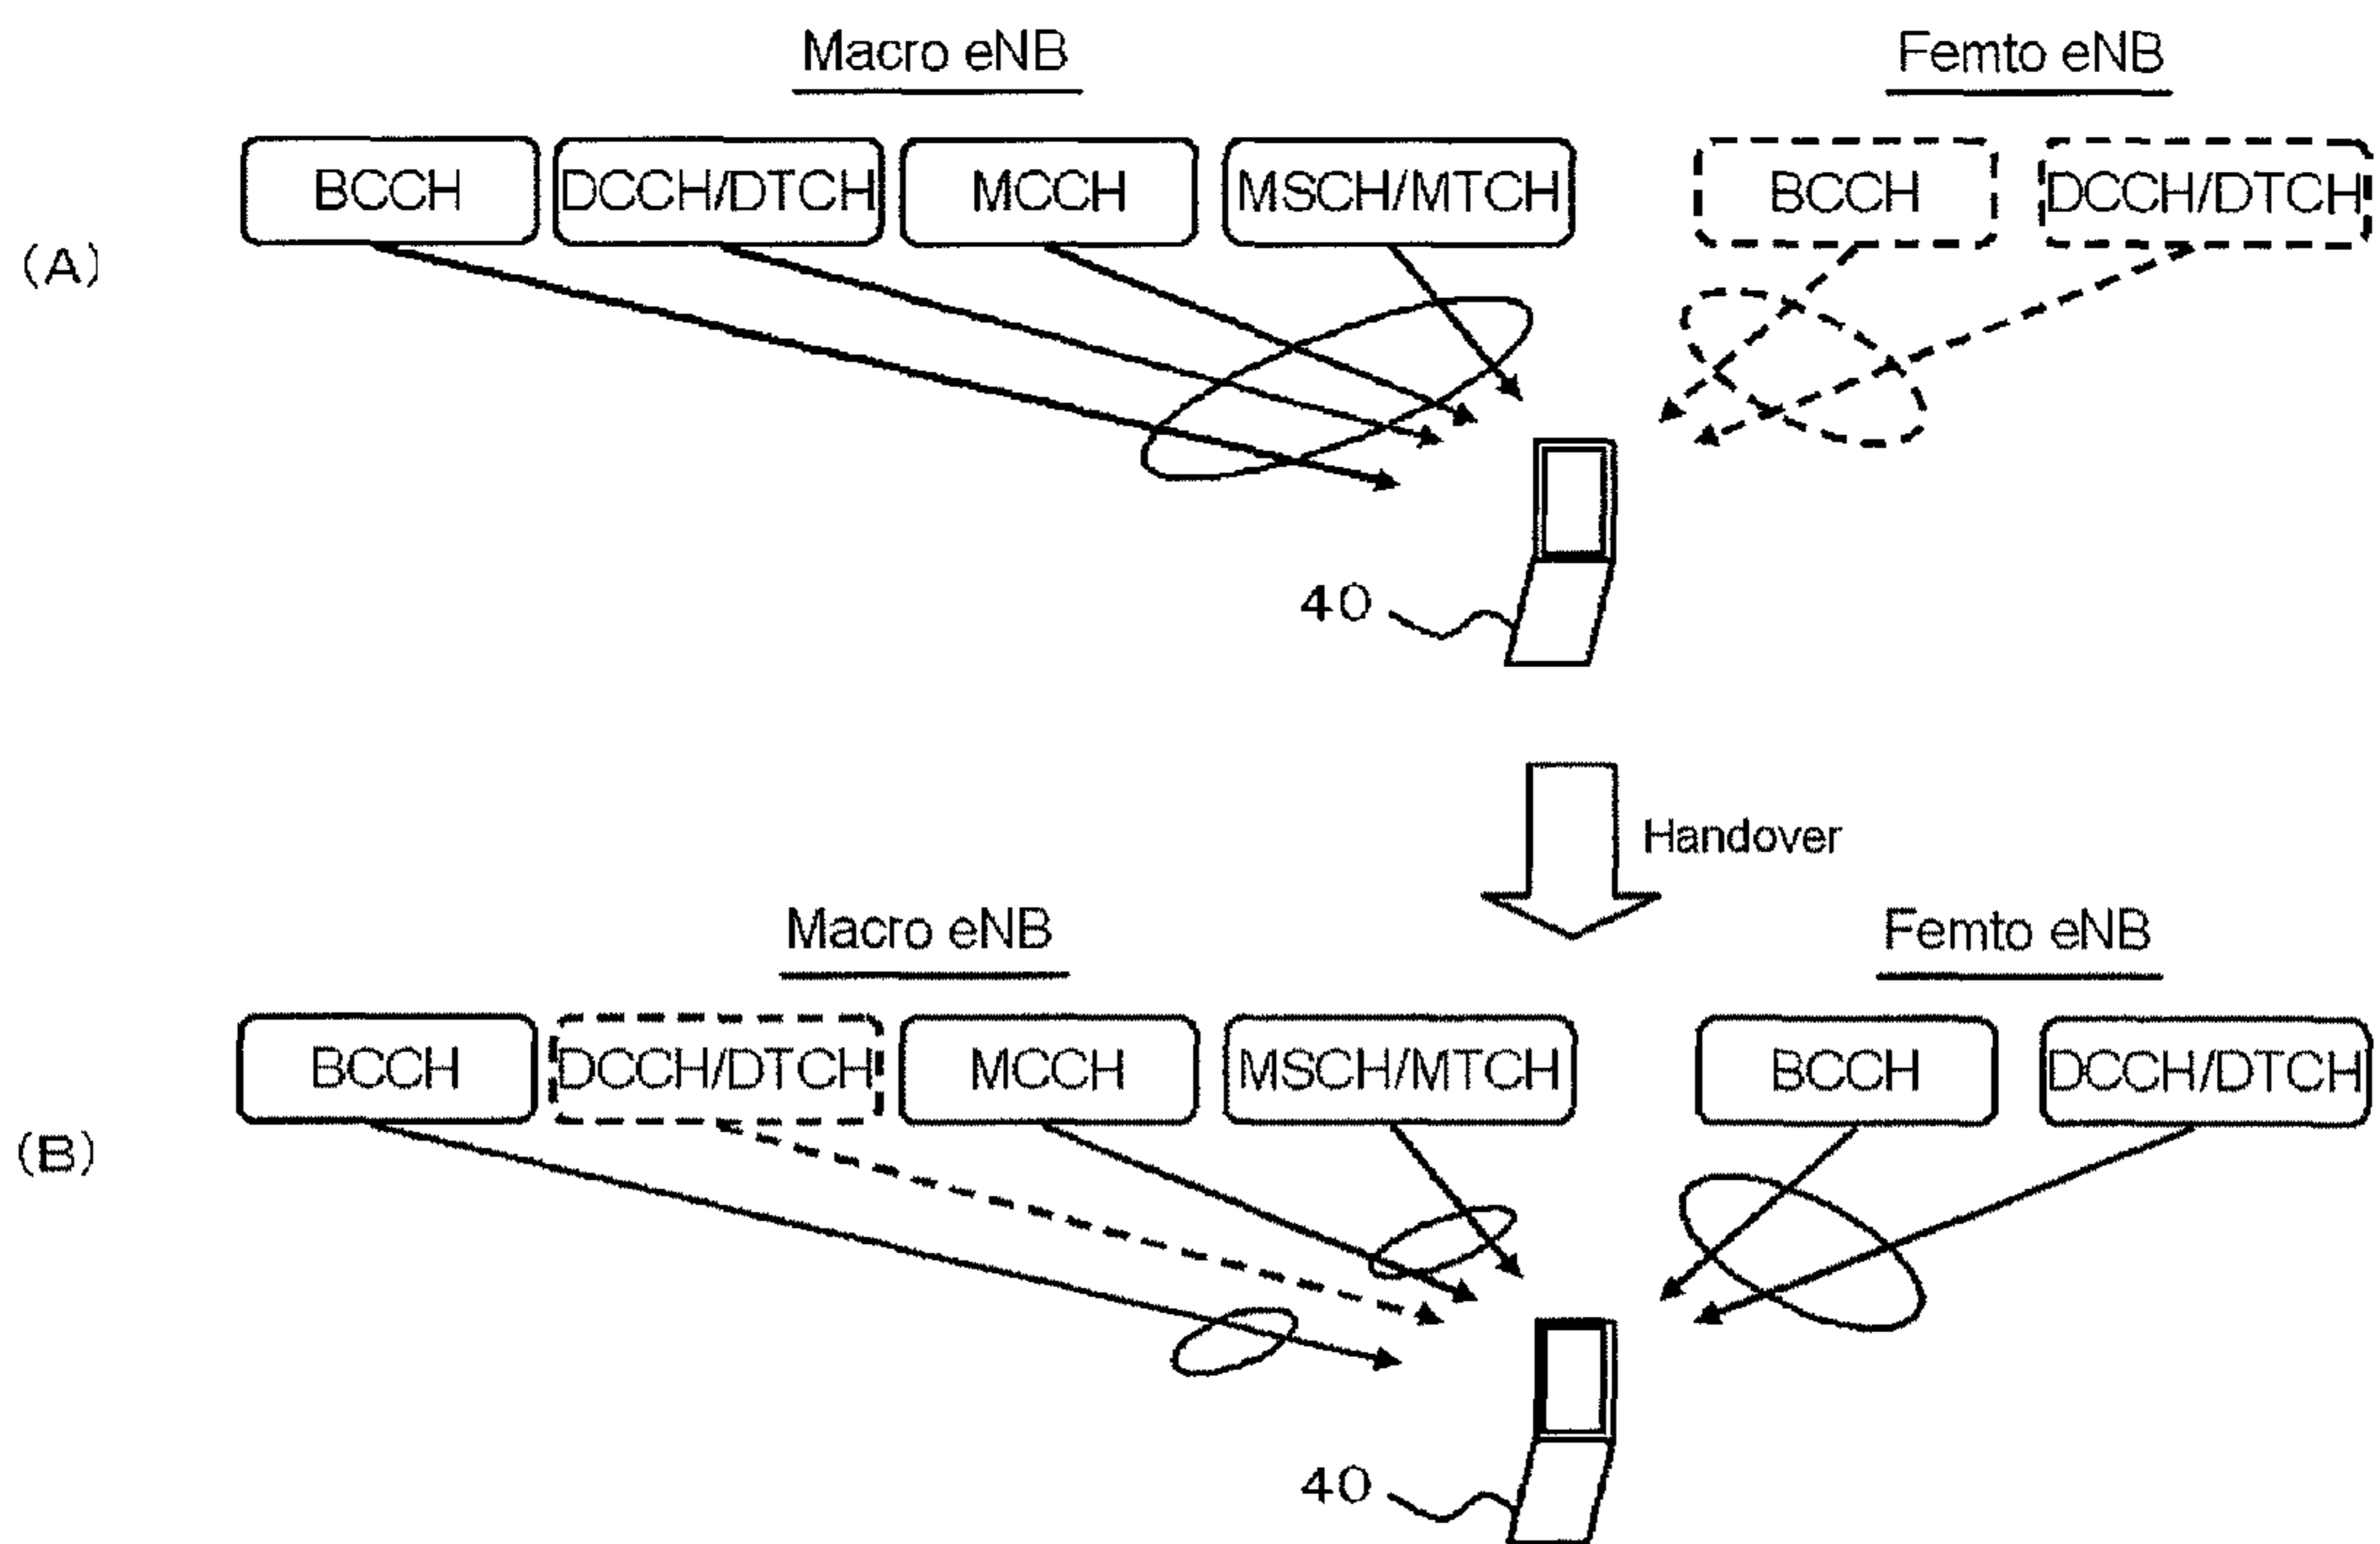 Macro eNB Femto eNB
BCCH DCCH/DTCH MCCH MSCH/MTCH BCCH DCCH/DTCH
(A)
40
Handover
Macro eNB Femto eNB
BCCH DCCH/DTCH MCCH MSCH/MTCH BCCH DCCH/DTCH
(B)
40